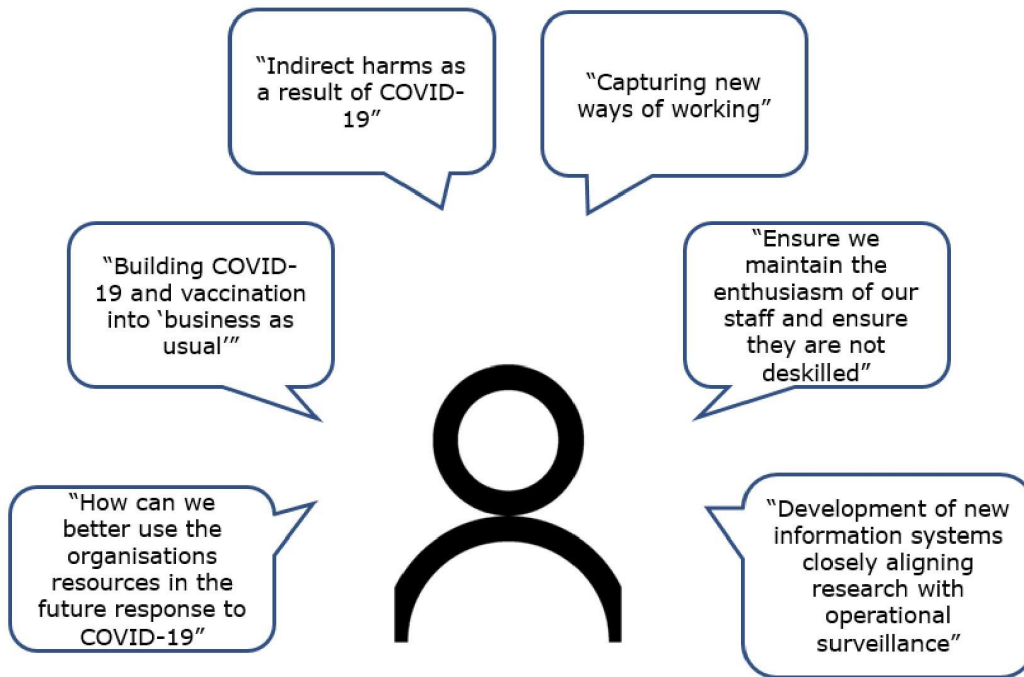 “Indirect harms as
a result of COVID-
19”
“Capturing new
ways of working”
“Building COVID-
19 and vaccination
into ‘business as
usual’”
“Ensure we
maintain the
enthusiasm of our
staff and ensure
they are not
deskilled”
“How can we
better use the
organisations
resources in the
future response to
COVID-19”
“Development of new
information systems
closely aligning
research with
operational
surveillance”